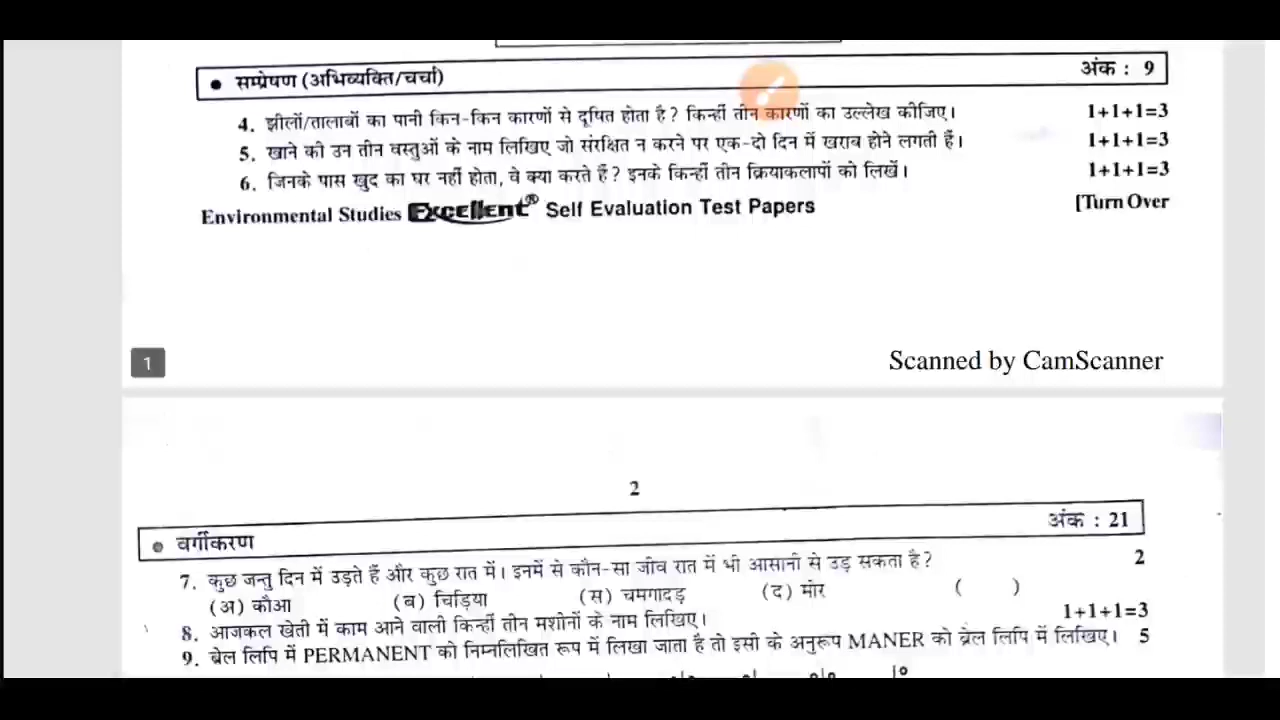 • सम्प्रेषण (अभिव्यक्ति/चर्चा) अंक : 9
4. झीलों/तालाबों का पानी किन-किन कारणों से दूषित होता है? किन्हीं तीन कारणों का उल्लेख कीजिए। 1+1+1=3
5. खाने की उन तीन वस्तुओं के नाम लिखिए जो संरक्षित न करने पर एक-दो दिन में खराब होने लगती हैं। 1+1+1=3
6. जिनके पास खुद का घर नहीं होता, वे क्या करते हैं? इनके किन्हीं तीन क्रियाकलापों को लिखें। 1+1+1=3
Environmental Studies Excellent® Self Evaluation Test Papers [Turn Over
1
Scanned by CamScanner
2
• वर्गीकरण अंक : 21
7. कुछ जन्तु दिन में उड़ते हैं और कुछ रात में। इनमें से कौन-सा जीव रात में भी आसानी से उड़ सकता है? 2
(अ) कौआ (ब) चिड़िया (स) चमगादड़ (द) मोर ( )
8. आजकल खेती में काम आने वाली किन्हीं तीन मशीनों के नाम लिखिए। 1+1+1=3
9. ब्रेल लिपि में PERMANENT को निम्नलिखित रूप में लिखा जाता है तो इसी के अनुरूप MANER को ब्रेल लिपि में लिखिए। 5